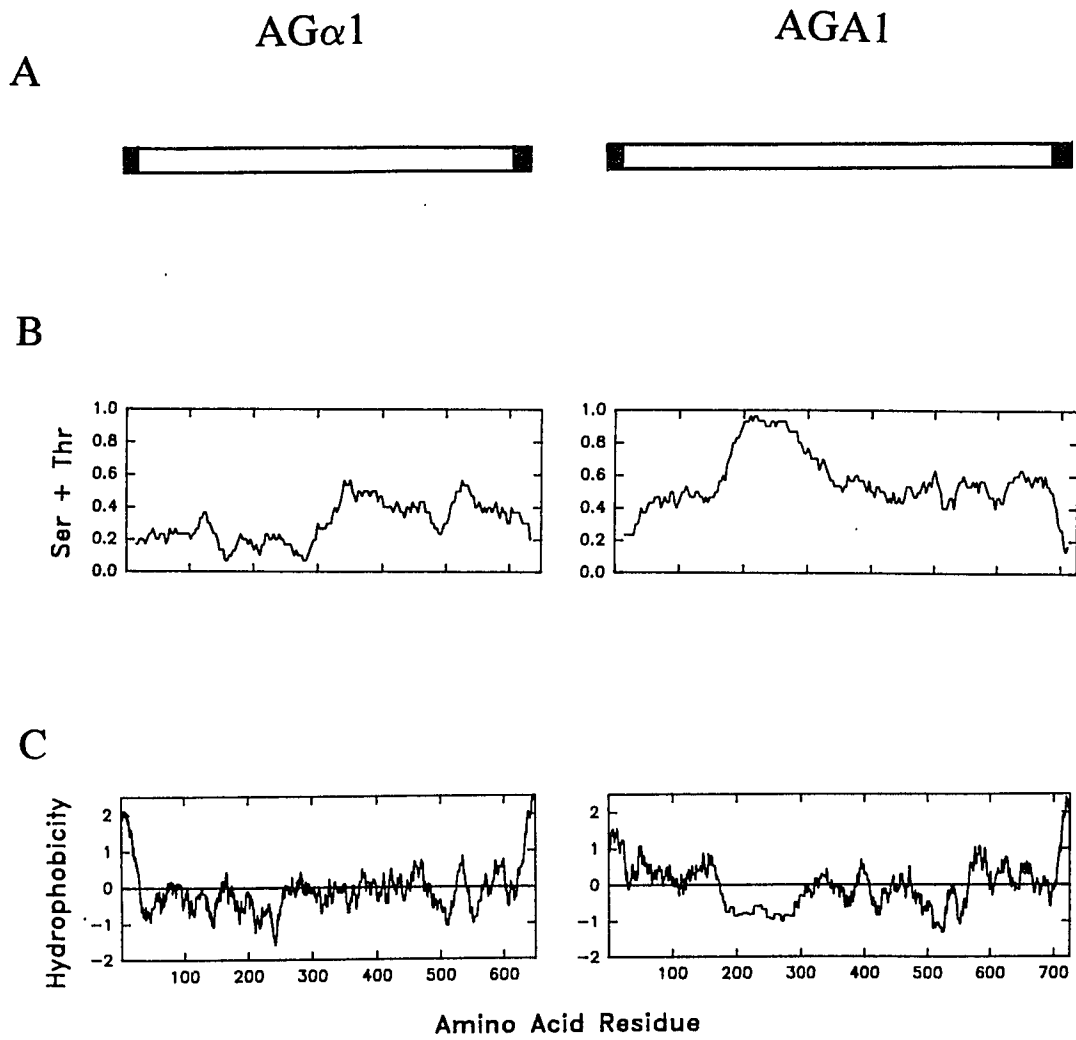 AGα1 AGA1
A
B
Ser + Thr
1.0 1.0
0.8 0.8
0.6 0.6
0.4 0.4
0.2 0.2
0.0 0.0
C
Hydrophobicity
2 2
1 1
0 0
−1 −1
−2 −2
100 200 300 400 500 600 100 200 300 400 500 600 700
Amino Acid Residue